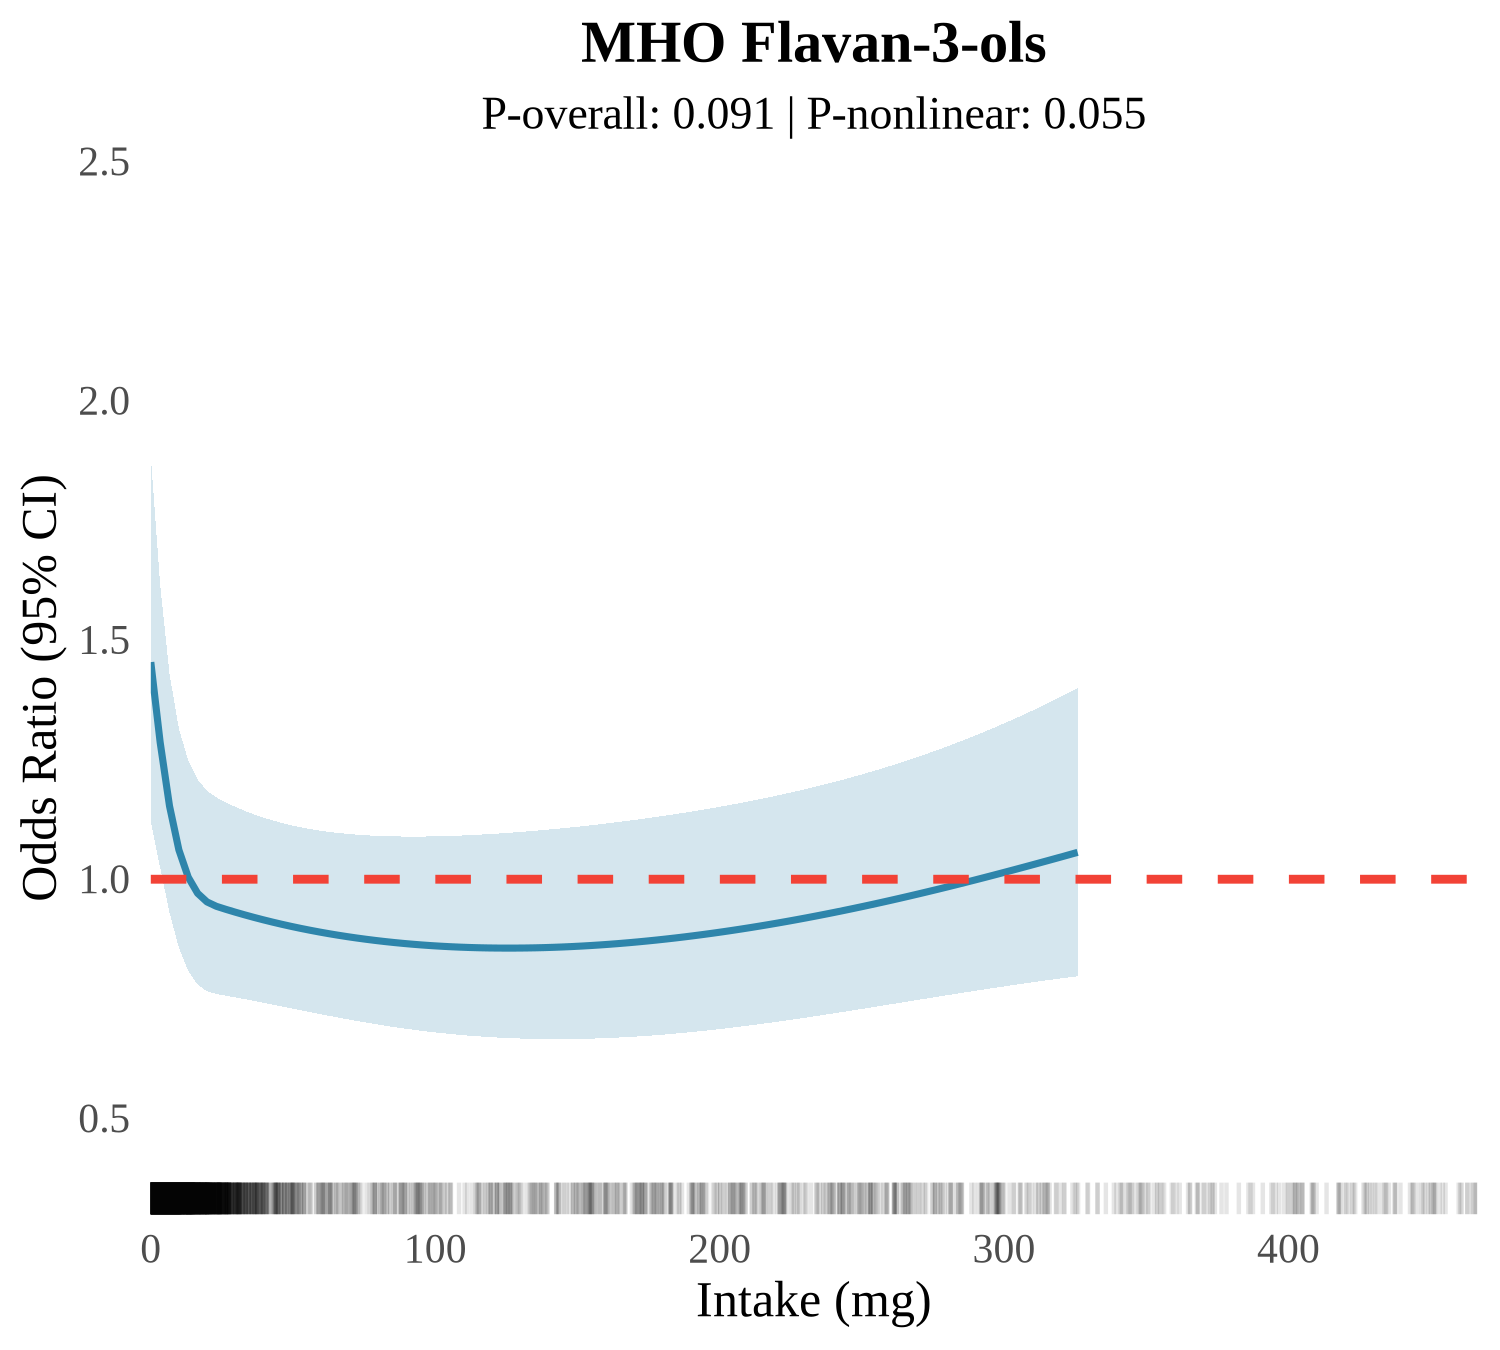 MHO Flavan-3-ols
P-overall: 0.091 | P-nonlinear: 0.055
2.5
2.0
1.5
1.0
0.5
Odds Ratio (95% CI)
0 100 200 300 400
Intake (mg)